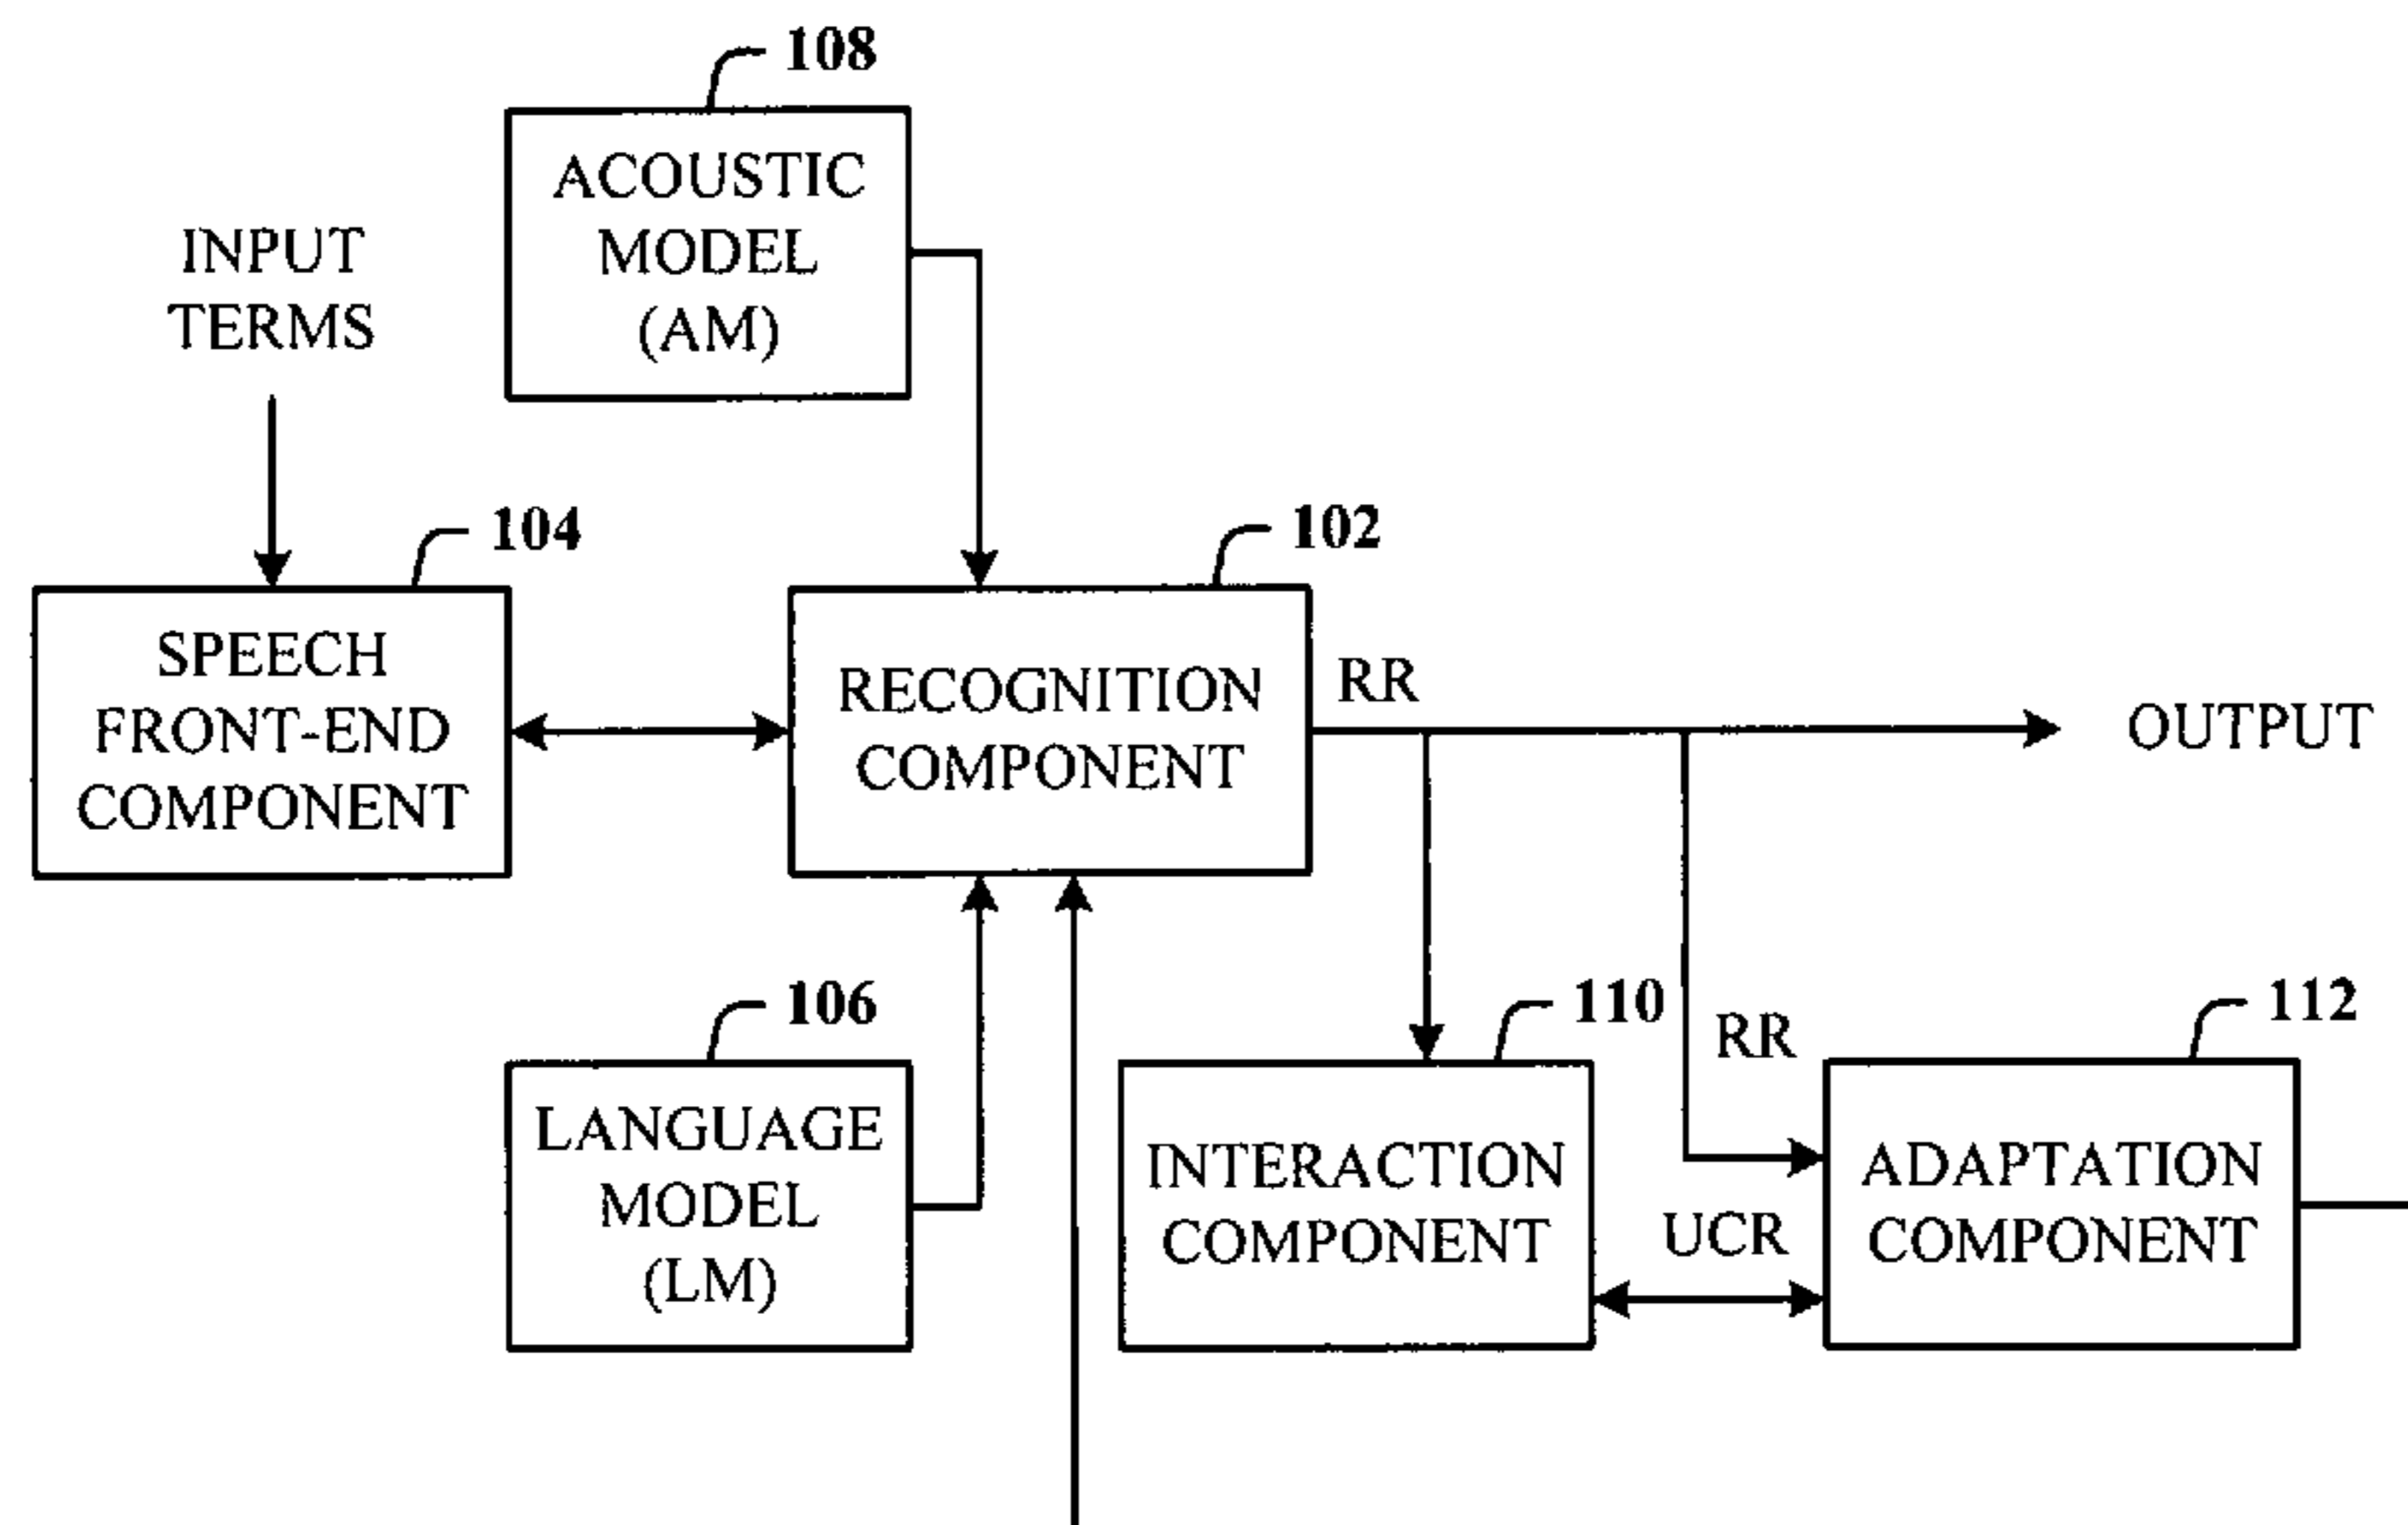 108
ACOUSTIC
MODEL
(AM)
INPUT
TERMS
104
SPEECH
FRONT-END
COMPONENT
102
RECOGNITION
COMPONENT
RR
OUTPUT
106
LANGUAGE
MODEL
(LM)
110
INTERACTION
COMPONENT
RR
UCR
112
ADAPTATION
COMPONENT